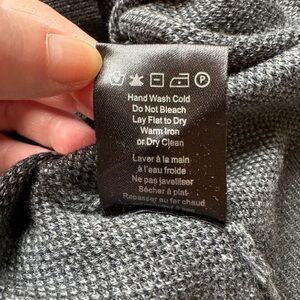 Hand Wash Cold
Do Not Bleach
Lay Flat to Dry
Warm Iron
or Dry Clean
Laver à la main
à l'eau froide
Ne pas javelliser
Sécher à plat
Repasser au fer chaud